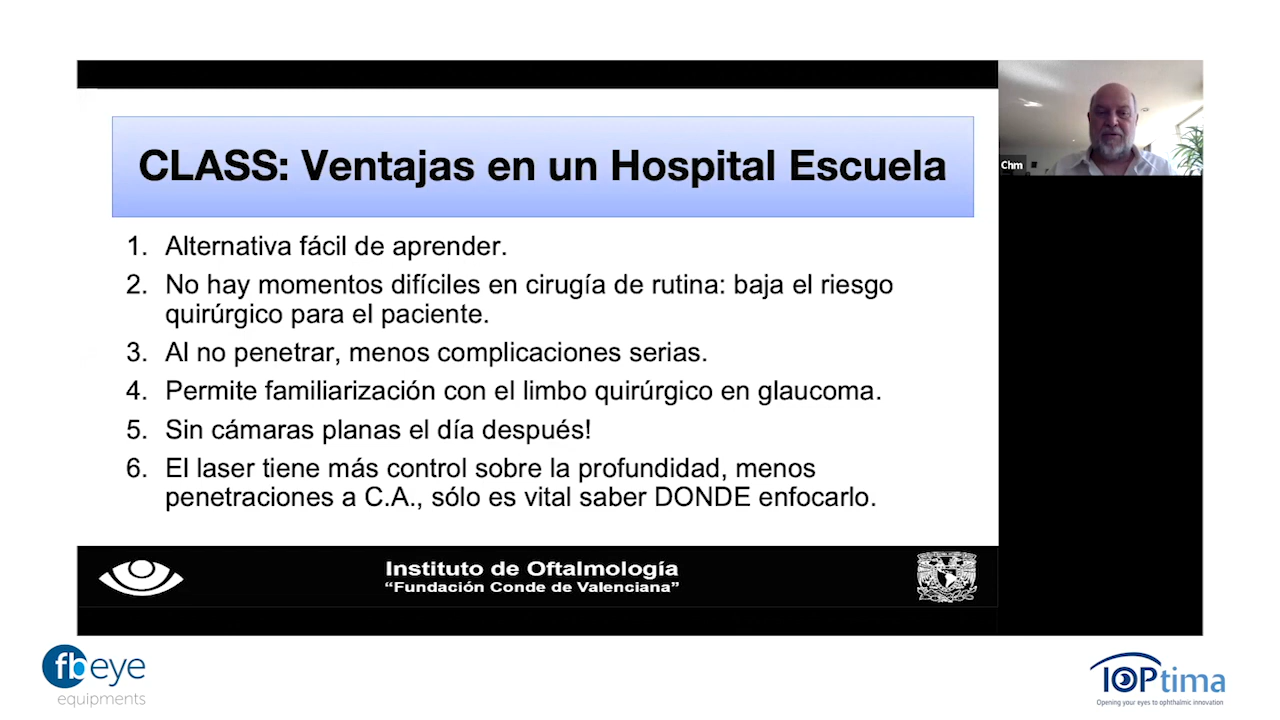 CLASS: Ventajas en un Hospital Escuela
Chm
1. Alternativa fácil de aprender.
2. No hay momentos difíciles en cirugía de rutina: baja el riesgo
quirúrgico para el paciente.
3. Al no penetrar, menos complicaciones serias.
4. Permite familiarización con el limbo quirúrgico en glaucoma.
5. Sin cámaras planas el día después!
6. El laser tiene más control sobre la profundidad, menos
penetraciones a C.A., sólo es vital saber DONDE enfocarlo.
Instituto de Oftalmología
“Fundación Conde de Valenciana”
fbeye
equipments
IOPtima
Opening your eyes to ophthalmic innovation